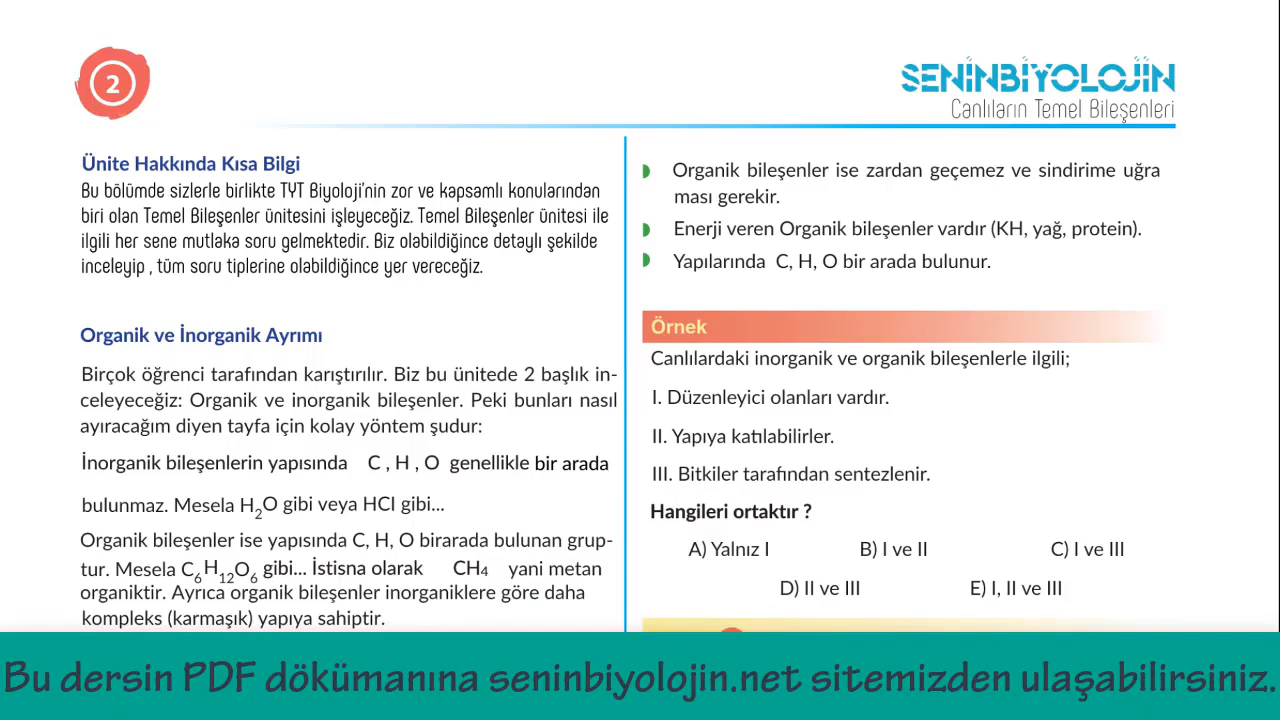 2
SENİNBİYOLOJİN
Canlıların Temel Bileşenleri
Ünite Hakkında Kısa Bilgi
Bu bölümde sizlerle birlikte TYT Biyoloji'nin zor ve kapsamlı konularından
biri olan Temel Bileşenler ünitesini işleyeceğiz. Temel Bileşenler ünitesi ile
ilgili her sene mutlaka soru gelmektedir. Biz olabildiğince detaylı şekilde
inceleyip , tüm soru tiplerine olabildiğince yer vereceğiz.
Organik ve İnorganik Ayrımı
Birçok öğrenci tarafından karıştırılır. Biz bu ünitede 2 başlık in-
celeyeceğiz: Organik ve inorganik bileşenler. Peki bunları nasıl
ayıracağım diyen tayfa için kolay yöntem şudur:
İnorganik bileşenlerin yapısında C , H , O genellikle bir arada
bulunmaz. Mesela H₂O gibi veya HCI gibi...
Organik bileşenler ise yapısında C, H, O birarada bulunan grup-
tur. Mesela C₆H₁₂O₆ gibi... İstisna olarak CH₄ yani metan
organiktir. Ayrıca organik bileşenler inorganiklere göre daha
kompleks (karmaşık) yapıya sahiptir.
Organik bileşenler ise zardan geçemez ve sindirime uğra
ması gerekir.
Enerji veren Organik bileşenler vardır (KH, yağ, protein).
Yapılarında C, H, O bir arada bulunur.
Örnek
Canlılardaki inorganik ve organik bileşenlerle ilgili;
I. Düzenleyici olanları vardır.
II. Yapıya katılabilirler.
III. Bitkiler tarafından sentezlenir.
Hangileri ortaktır ?
A) Yalnız I B) I ve II C) I ve III
D) II ve III E) I, II ve III
Bu dersin PDF dökümanına seninbiyolojin.net sitemizden ulaşabilirsiniz.